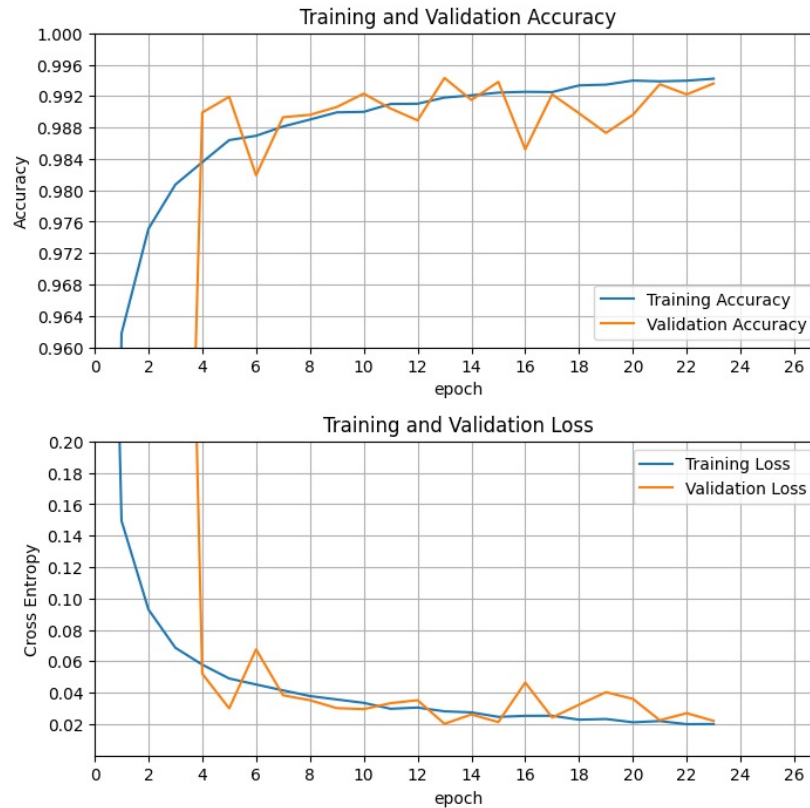 Training and Validation Accuracy
1.000
0.996
0.992
0.988
0.984
0.980
0.976
0.972
0.968
0.964
0.960
Accuracy
Training Accuracy
Validation Accuracy
0 2 4 6 8 10 12 14 16 18 20 22 24 26
epoch
Training and Validation Loss
0.20
0.18
0.16
0.14
0.12
0.10
0.08
0.06
0.04
0.02
Cross Entropy
Training Loss
Validation Loss
0 2 4 6 8 10 12 14 16 18 20 22 24 26
epoch